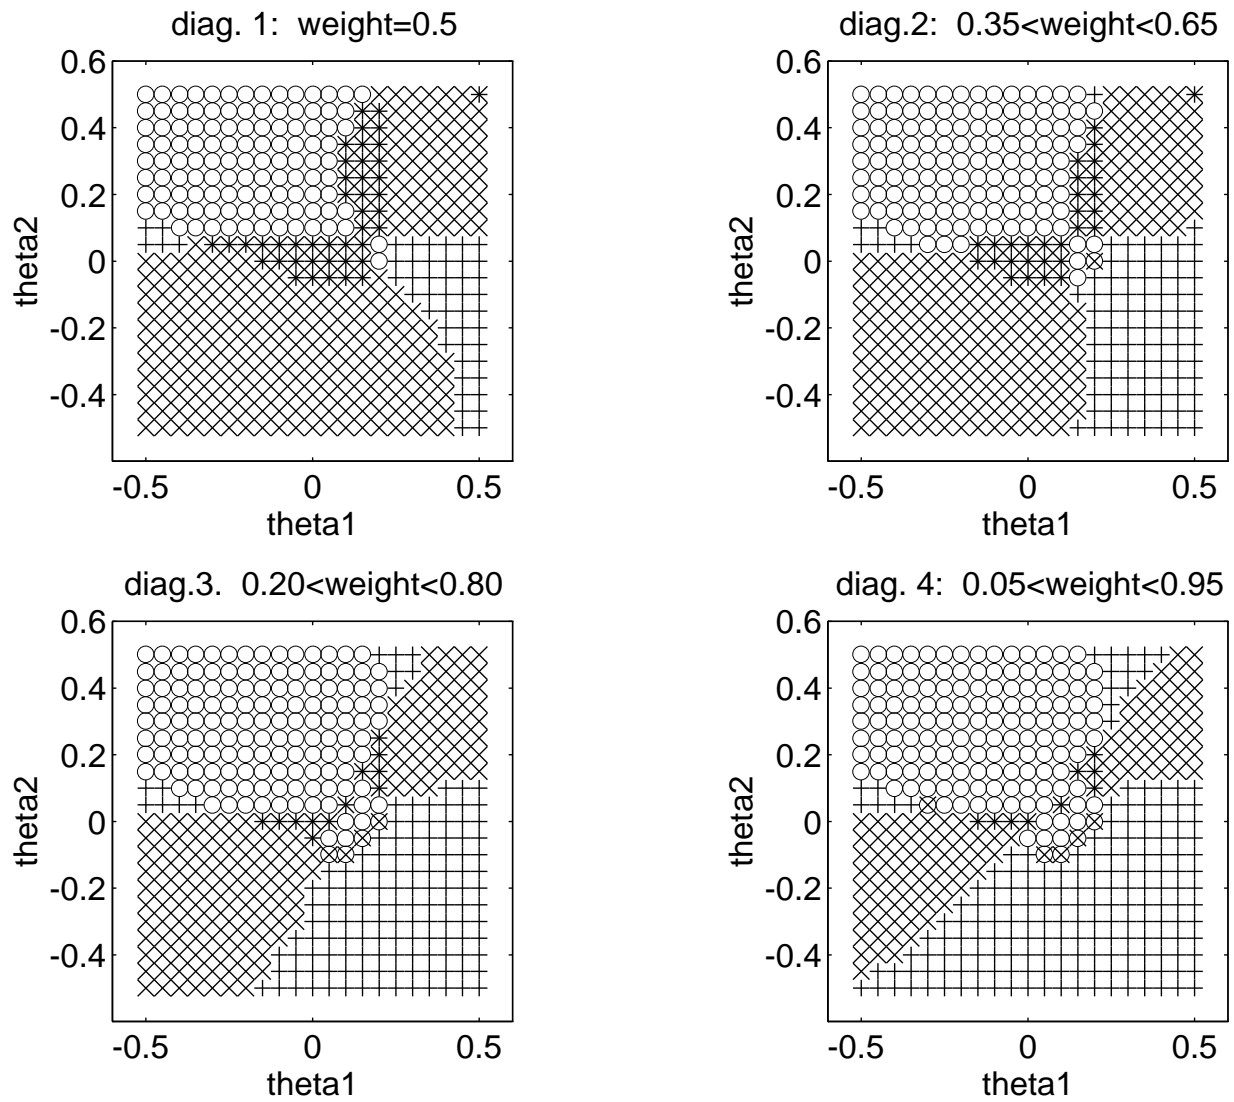 diag. 1: weight=0.5
0.6
0.4
0.2
0
-0.2
-0.4
theta2
-0.5 0 0.5
theta1
diag.2: 0.35<weight<0.65
0.6
0.4
0.2
0
-0.2
-0.4
theta2
-0.5 0 0.5
theta1
diag.3. 0.20<weight<0.80
0.6
0.4
0.2
0
-0.2
-0.4
theta2
-0.5 0 0.5
theta1
diag. 4: 0.05<weight<0.95
0.6
0.4
0.2
0
-0.2
-0.4
theta2
-0.5 0 0.5
theta1